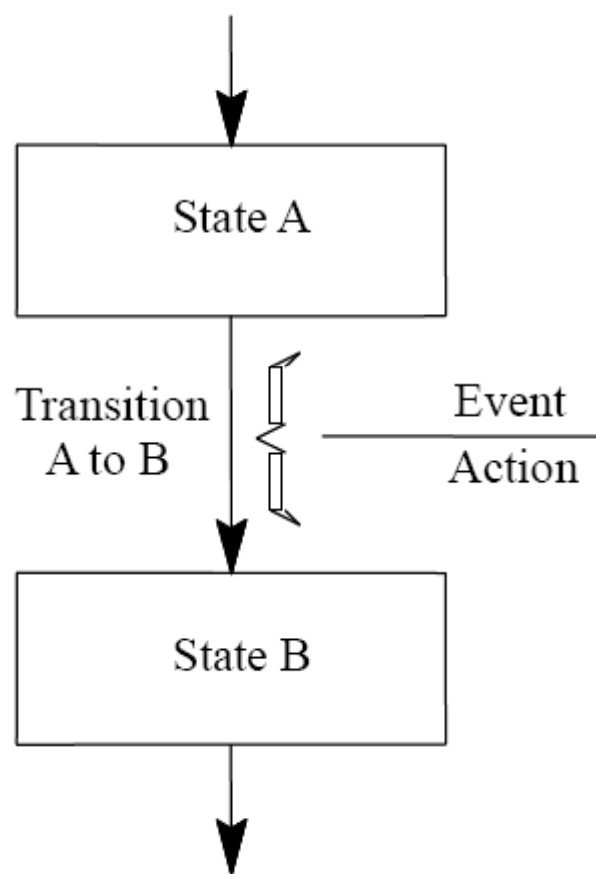 State A
Transition
A to B
Event
Action
State B